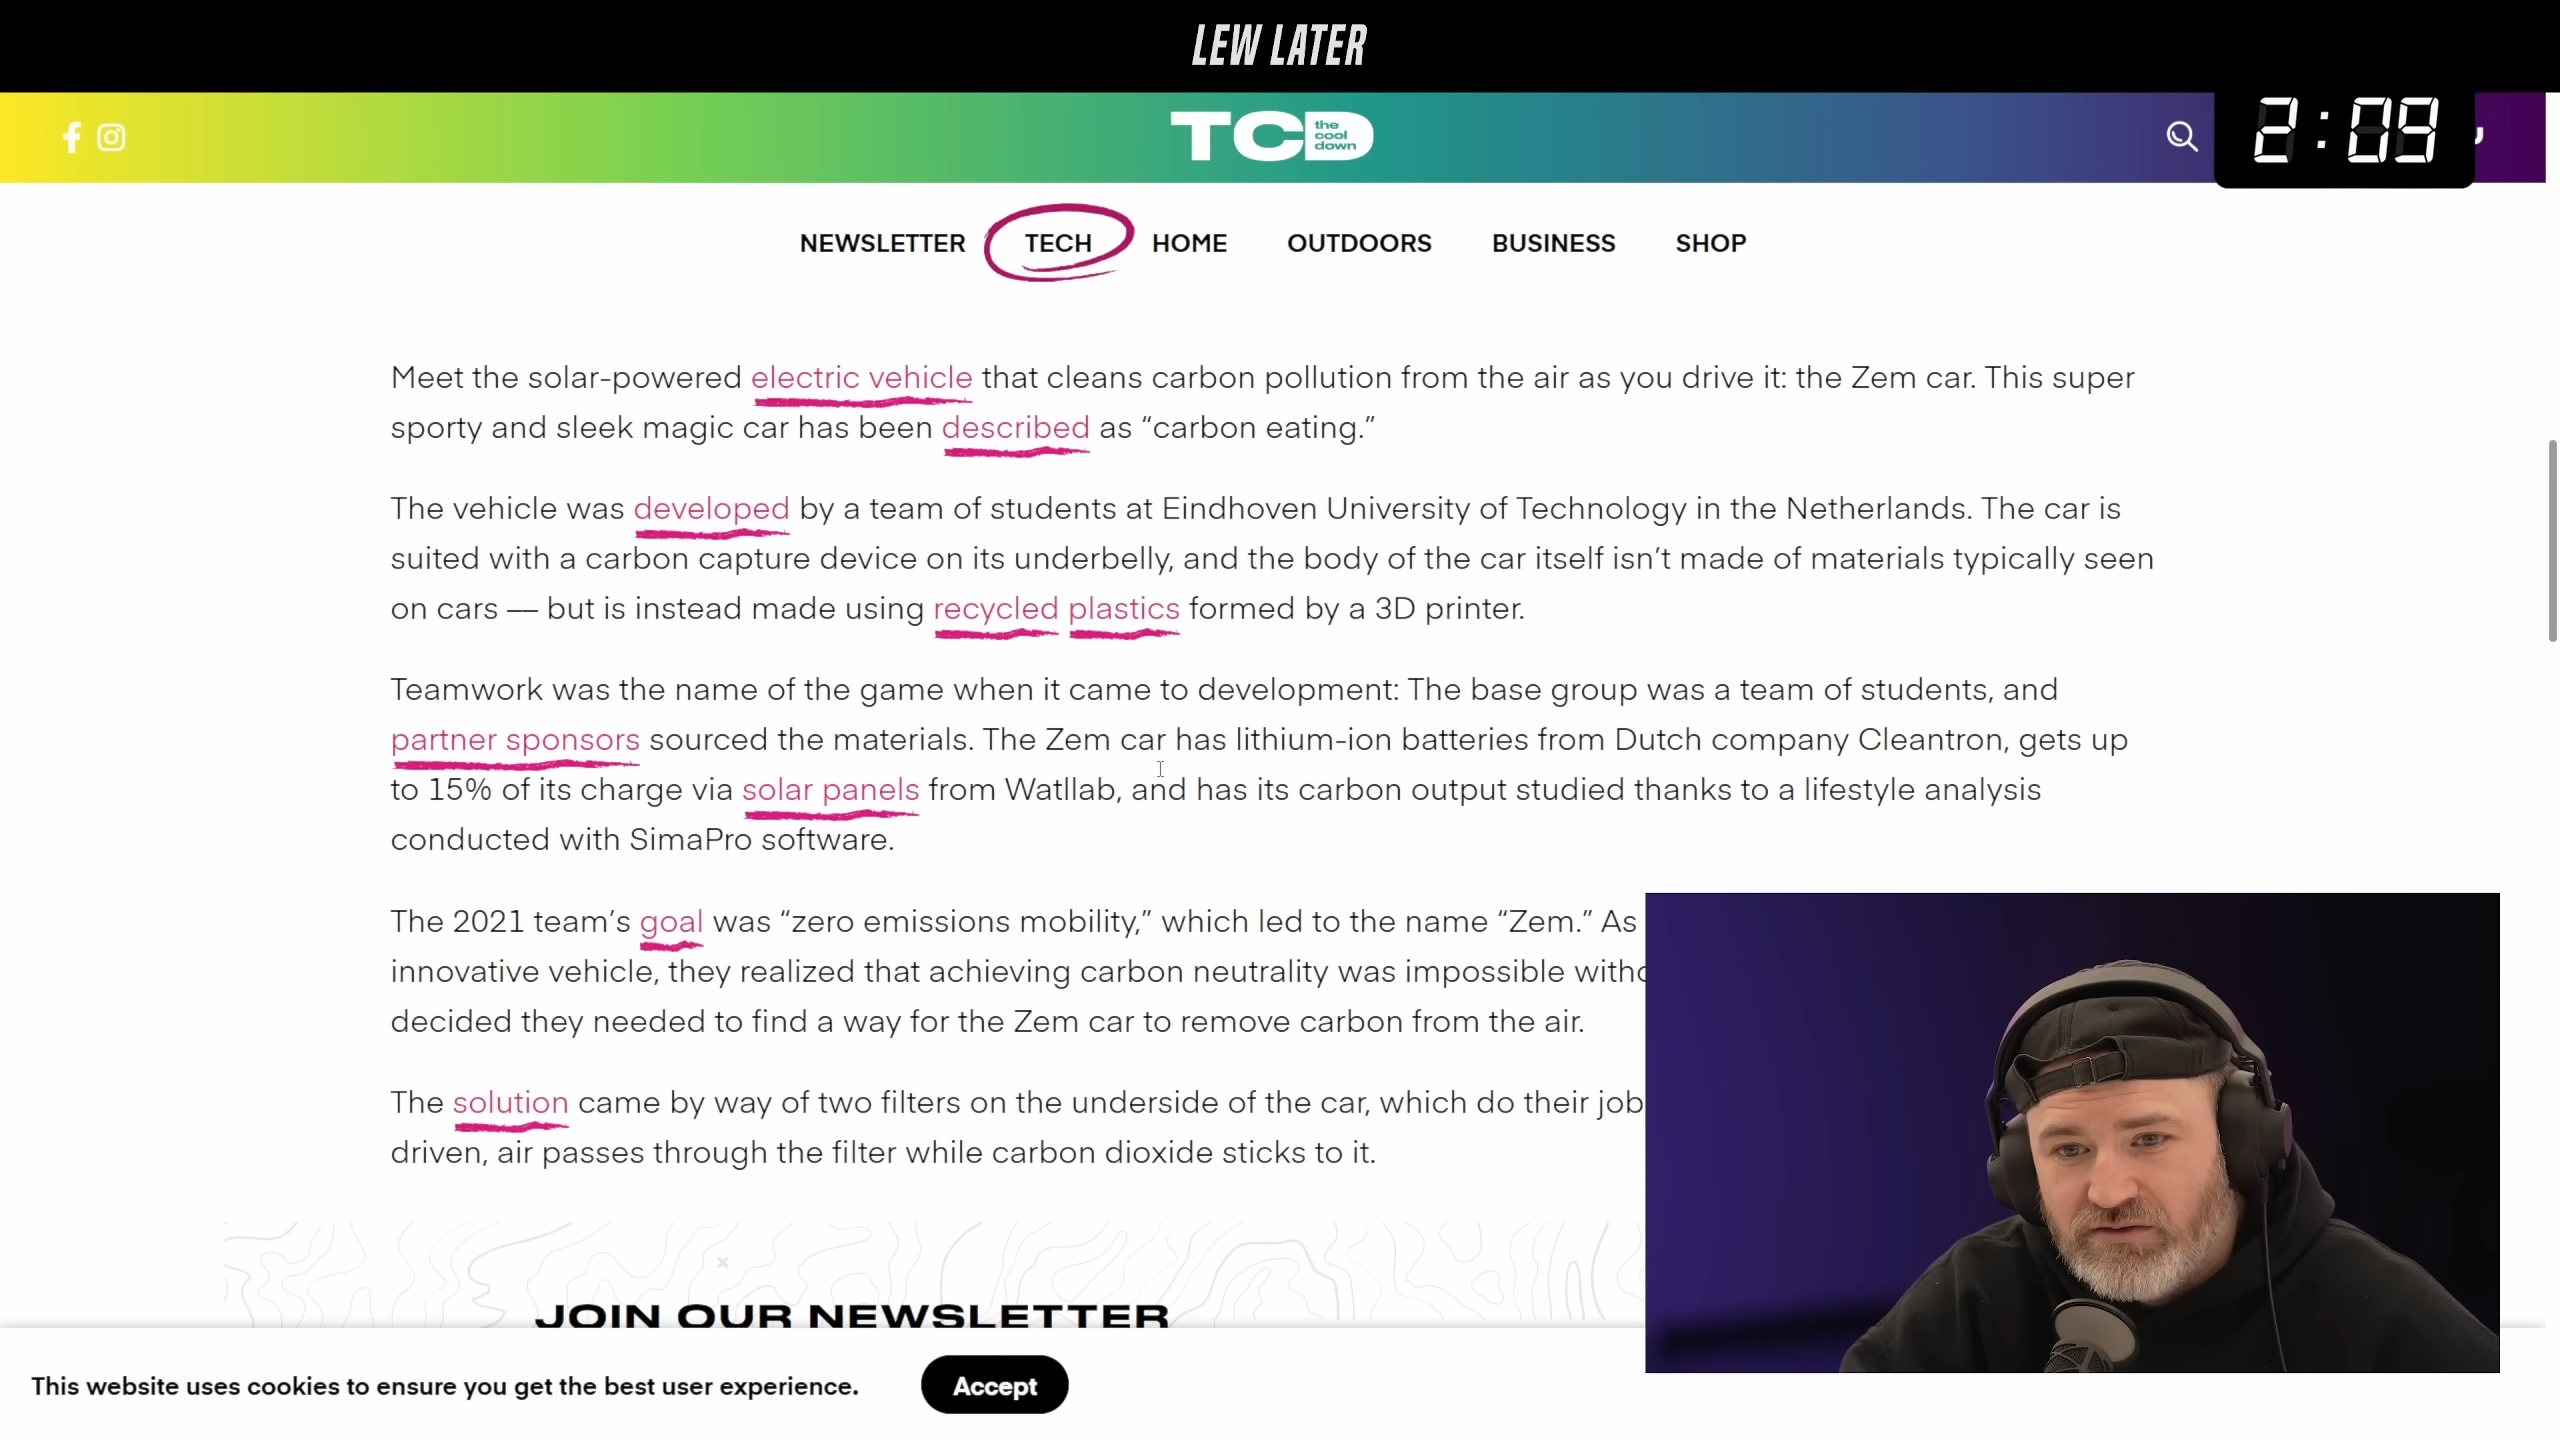 LEW LATER
TCD the cool down
2:09
NEWSLETTER TECH HOME OUTDOORS BUSINESS SHOP
Meet the solar-powered electric vehicle that cleans carbon pollution from the air as you drive it: the Zem car. This super
sporty and sleek magic car has been described as “carbon eating.”
The vehicle was developed by a team of students at Eindhoven University of Technology in the Netherlands. The car is
suited with a carbon capture device on its underbelly, and the body of the car itself isn’t made of materials typically seen
on cars — but is instead made using recycled plastics formed by a 3D printer.
Teamwork was the name of the game when it came to development: The base group was a team of students, and
partner sponsors sourced the materials. The Zem car has lithium-ion batteries from Dutch company Cleantron, gets up
to 15% of its charge via solar panels from Watllab, and has its carbon output studied thanks to a lifestyle analysis
conducted with SimaPro software.
The 2021 team’s goal was “zero emissions mobility,” which led to the name “Zem.” As
innovative vehicle, they realized that achieving carbon neutrality was impossible
decided they needed to find a way for the Zem car to remove carbon from the air.
The solution came by way of two filters on the underside of the car, which do their job
driven, air passes through the filter while carbon dioxide sticks to it.
JOIN OUR NEWSLETTER
This website uses cookies to ensure you get the best user experience. Accept